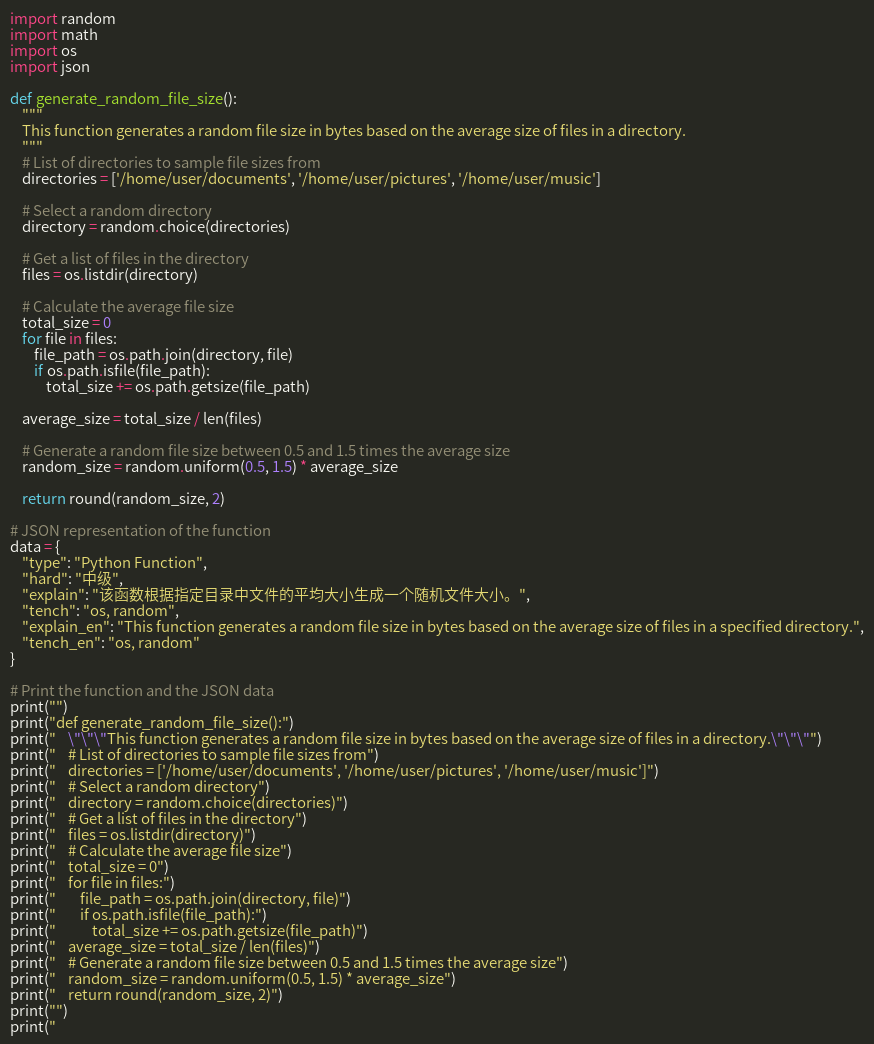 import random
import math
import os
import json

def generate_random_file_size():
    """
    This function generates a random file size in bytes based on the average size of files in a directory.
    """
    # List of directories to sample file sizes from
    directories = ['/home/user/documents', '/home/user/pictures', '/home/user/music']

    # Select a random directory
    directory = random.choice(directories)

    # Get a list of files in the directory
    files = os.listdir(directory)

    # Calculate the average file size
    total_size = 0
    for file in files:
        file_path = os.path.join(directory, file)
        if os.path.isfile(file_path):
            total_size += os.path.getsize(file_path)

    average_size = total_size / len(files)

    # Generate a random file size between 0.5 and 1.5 times the average size
    random_size = random.uniform(0.5, 1.5) * average_size

    return round(random_size, 2)

# JSON representation of the function
data = {
    "type": "Python Function",
    "hard": "中级",
    "explain": "该函数根据指定目录中文件的平均大小生成一个随机文件大小。",
    "tench": "os, random",
    "explain_en": "This function generates a random file size in bytes based on the average size of files in a specified directory.",
    "tench_en": "os, random"
}

# Print the function and the JSON data
print("")
print("def generate_random_file_size():")
print("    \"\"\"This function generates a random file size in bytes based on the average size of files in a directory.\"\"\"")
print("    # List of directories to sample file sizes from")
print("    directories = ['/home/user/documents', '/home/user/pictures', '/home/user/music']")
print("    # Select a random directory")
print("    directory = random.choice(directories)")
print("    # Get a list of files in the directory")
print("    files = os.listdir(directory)")
print("    # Calculate the average file size")
print("    total_size = 0")
print("    for file in files:")
print("        file_path = os.path.join(directory, file)")
print("        if os.path.isfile(file_path):")
print("            total_size += os.path.getsize(file_path)")
print("    average_size = total_size / len(files)")
print("    # Generate a random file size between 0.5 and 1.5 times the average size")
print("    random_size = random.uniform(0.5, 1.5) * average_size")
print("    return round(random_size, 2)")
print("")
print("